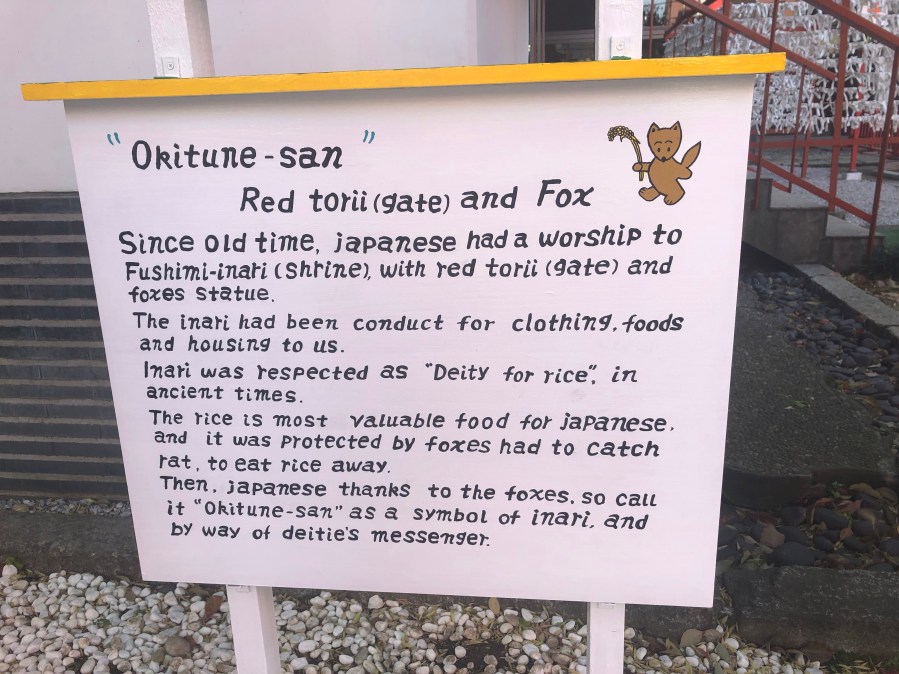 "Okitune-san"
Red torii (gate) and Fox
Since old time, japanese had a worship to
Fushimi-inari (shrine), with red torii (gate) and
foxes statue.
The inari had been conduct for clothing, foods
and housing to us.
Inari was respected as "Deity for rice", in
ancient times.
The rice is most valuable food for japanese,
and it was protected by foxes had to catch
rat, to eat rice away.
Then, japanese thanks to the foxes, so call
it "Okitune-san" as a symbol of inari, and
by way of deitie's messenger.